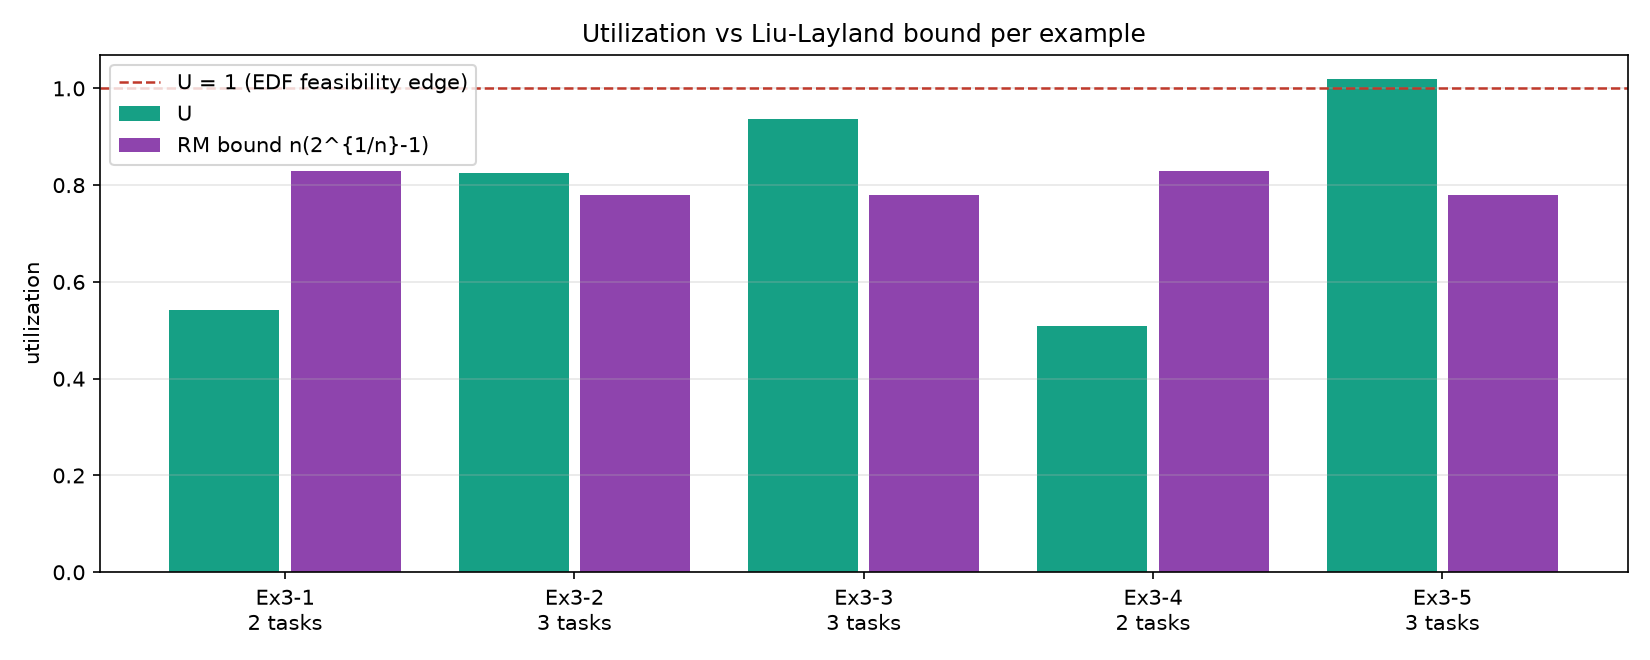 Utilization vs Liu-Layland bound per example
U = 1 (EDF feasibility edge)
U
RM bound n(2^{1/n}-1)
utilization
1.0
0.8
0.6
0.4
0.2
0.0
Ex3-1
2 tasks
Ex3-2
3 tasks
Ex3-3
3 tasks
Ex3-4
2 tasks
Ex3-5
3 tasks